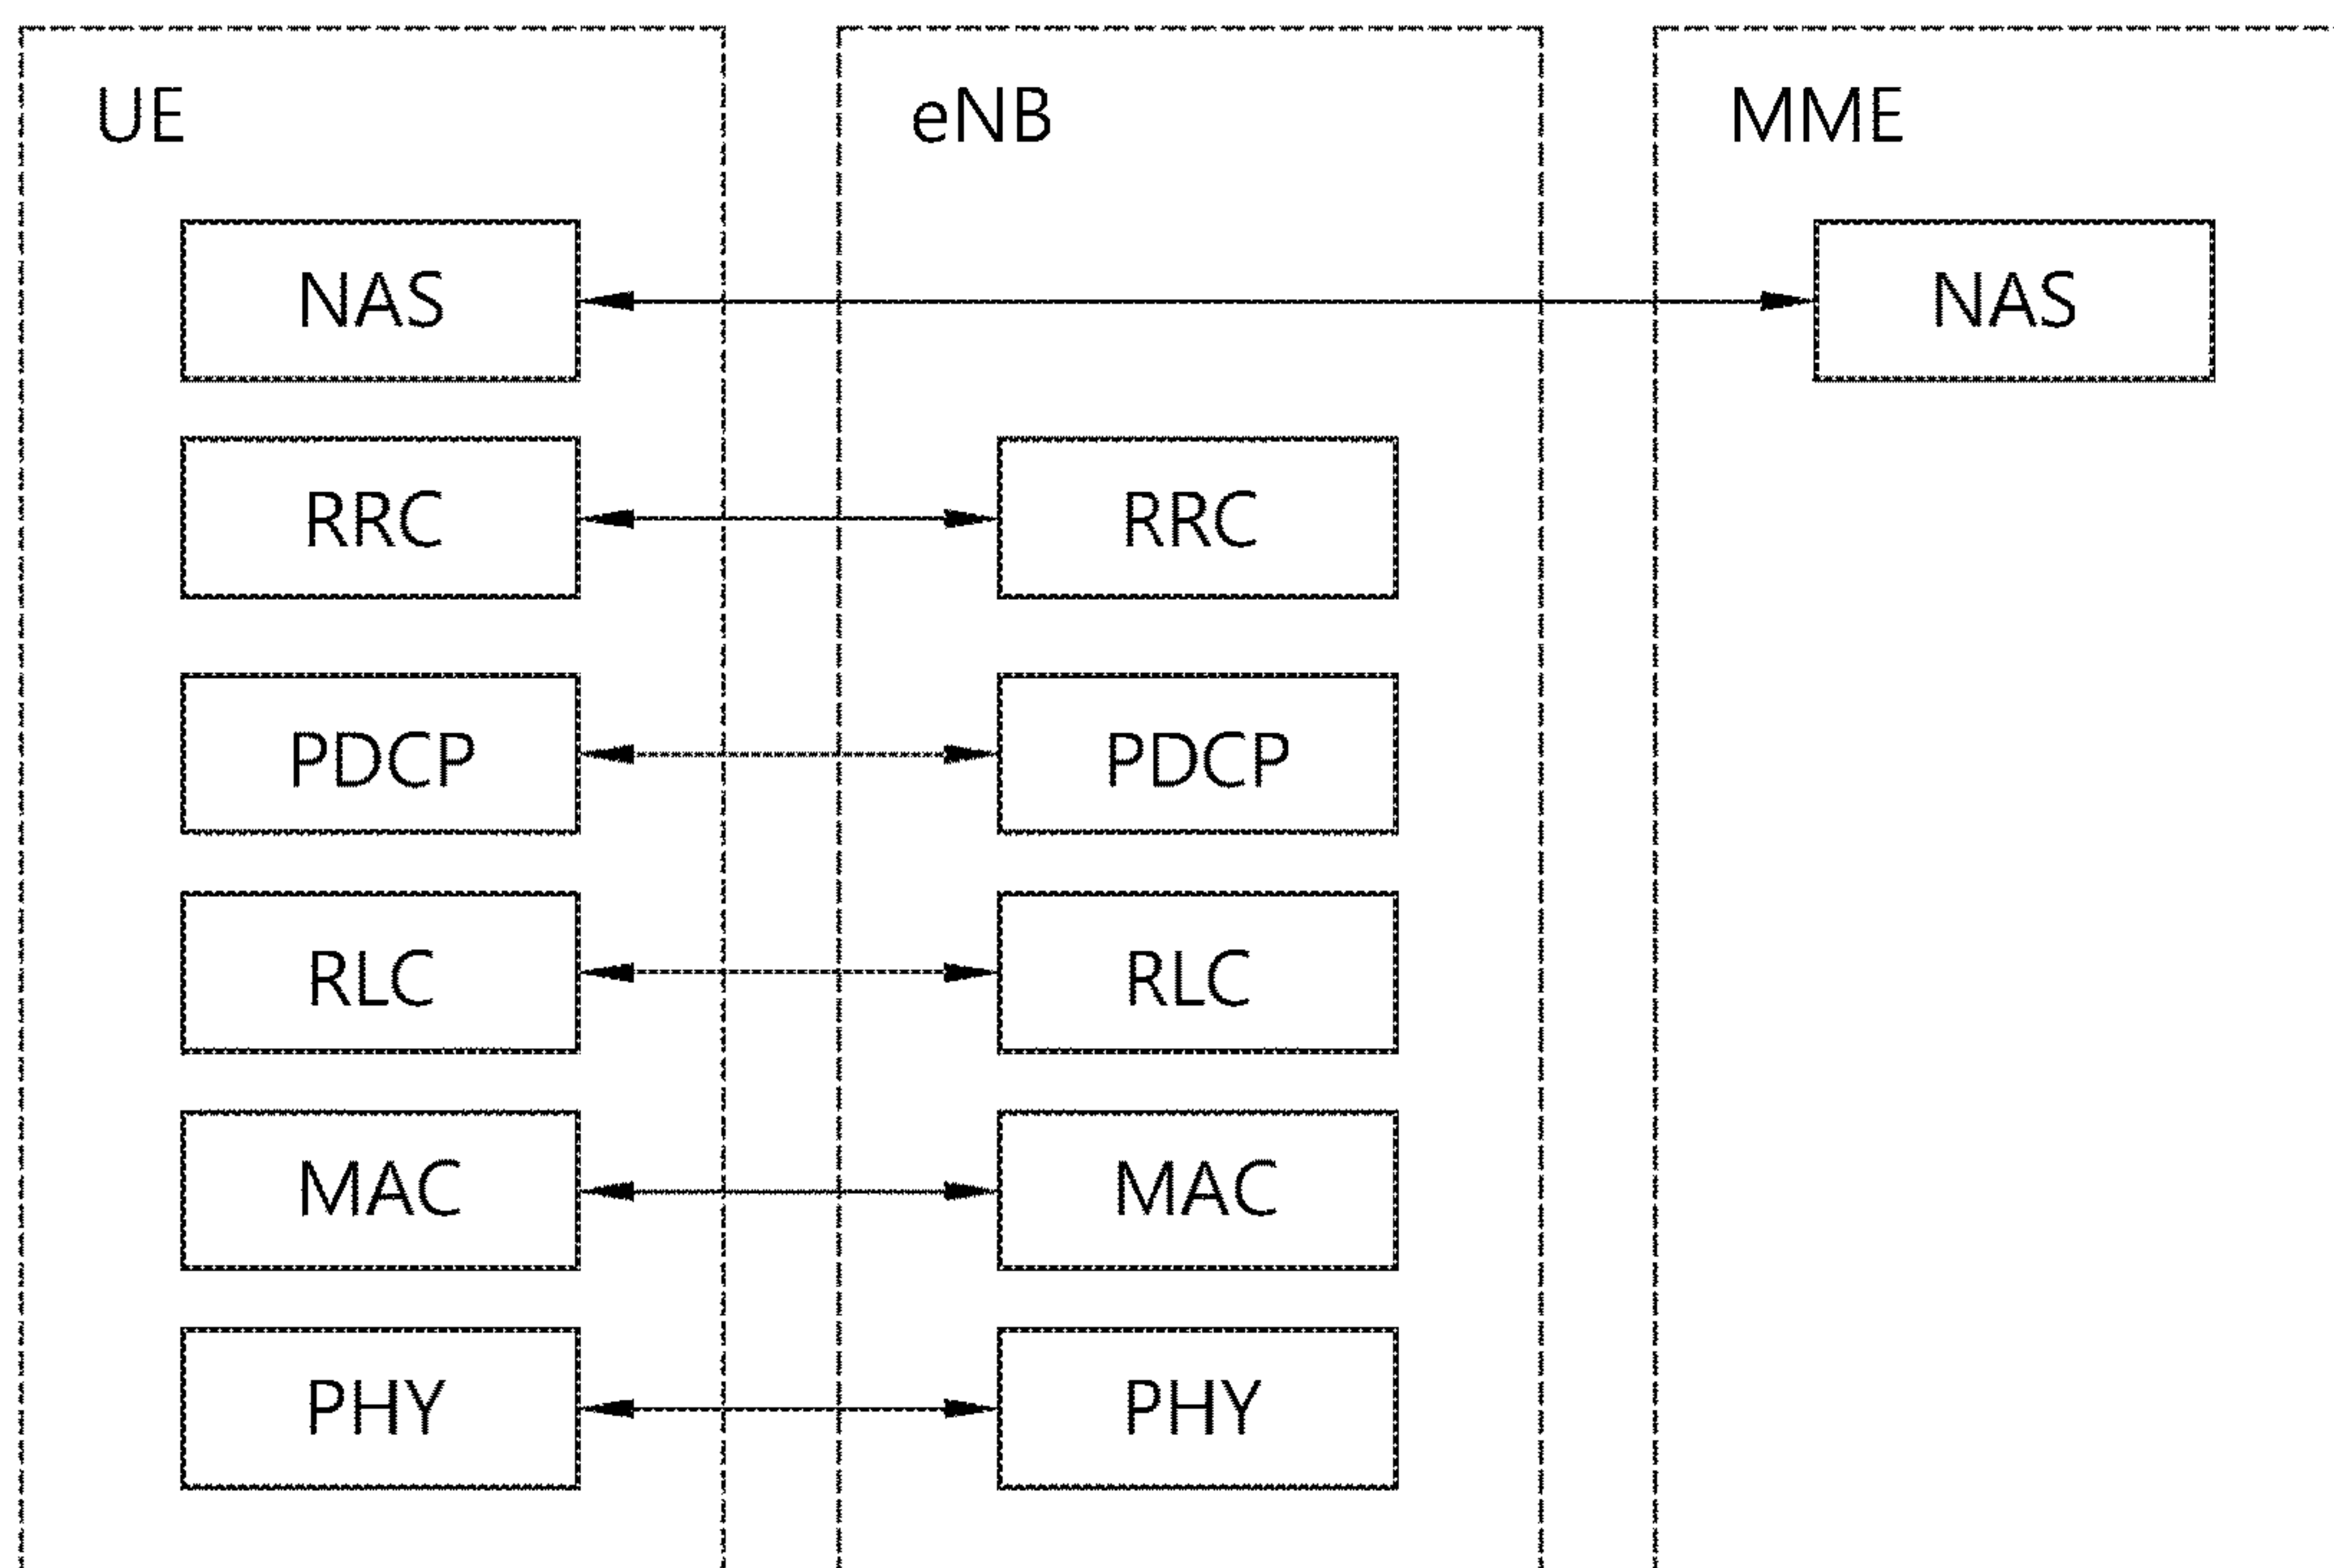 UE eNB MME
NAS NAS
RRC RRC
PDCP PDCP
RLC RLC
MAC MAC
PHY PHY